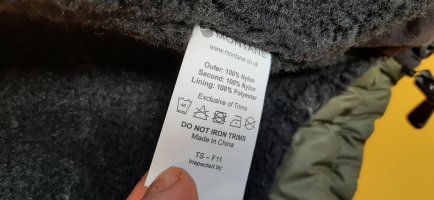 MONTANE
www.montane.co.uk
Outer: 100% Nylon
Second: 100% Nylon
Lining: 100% Polyester
Exclusive of Trims
DO NOT IRON TRIMS
Made in China
TS – F11
Inspected by